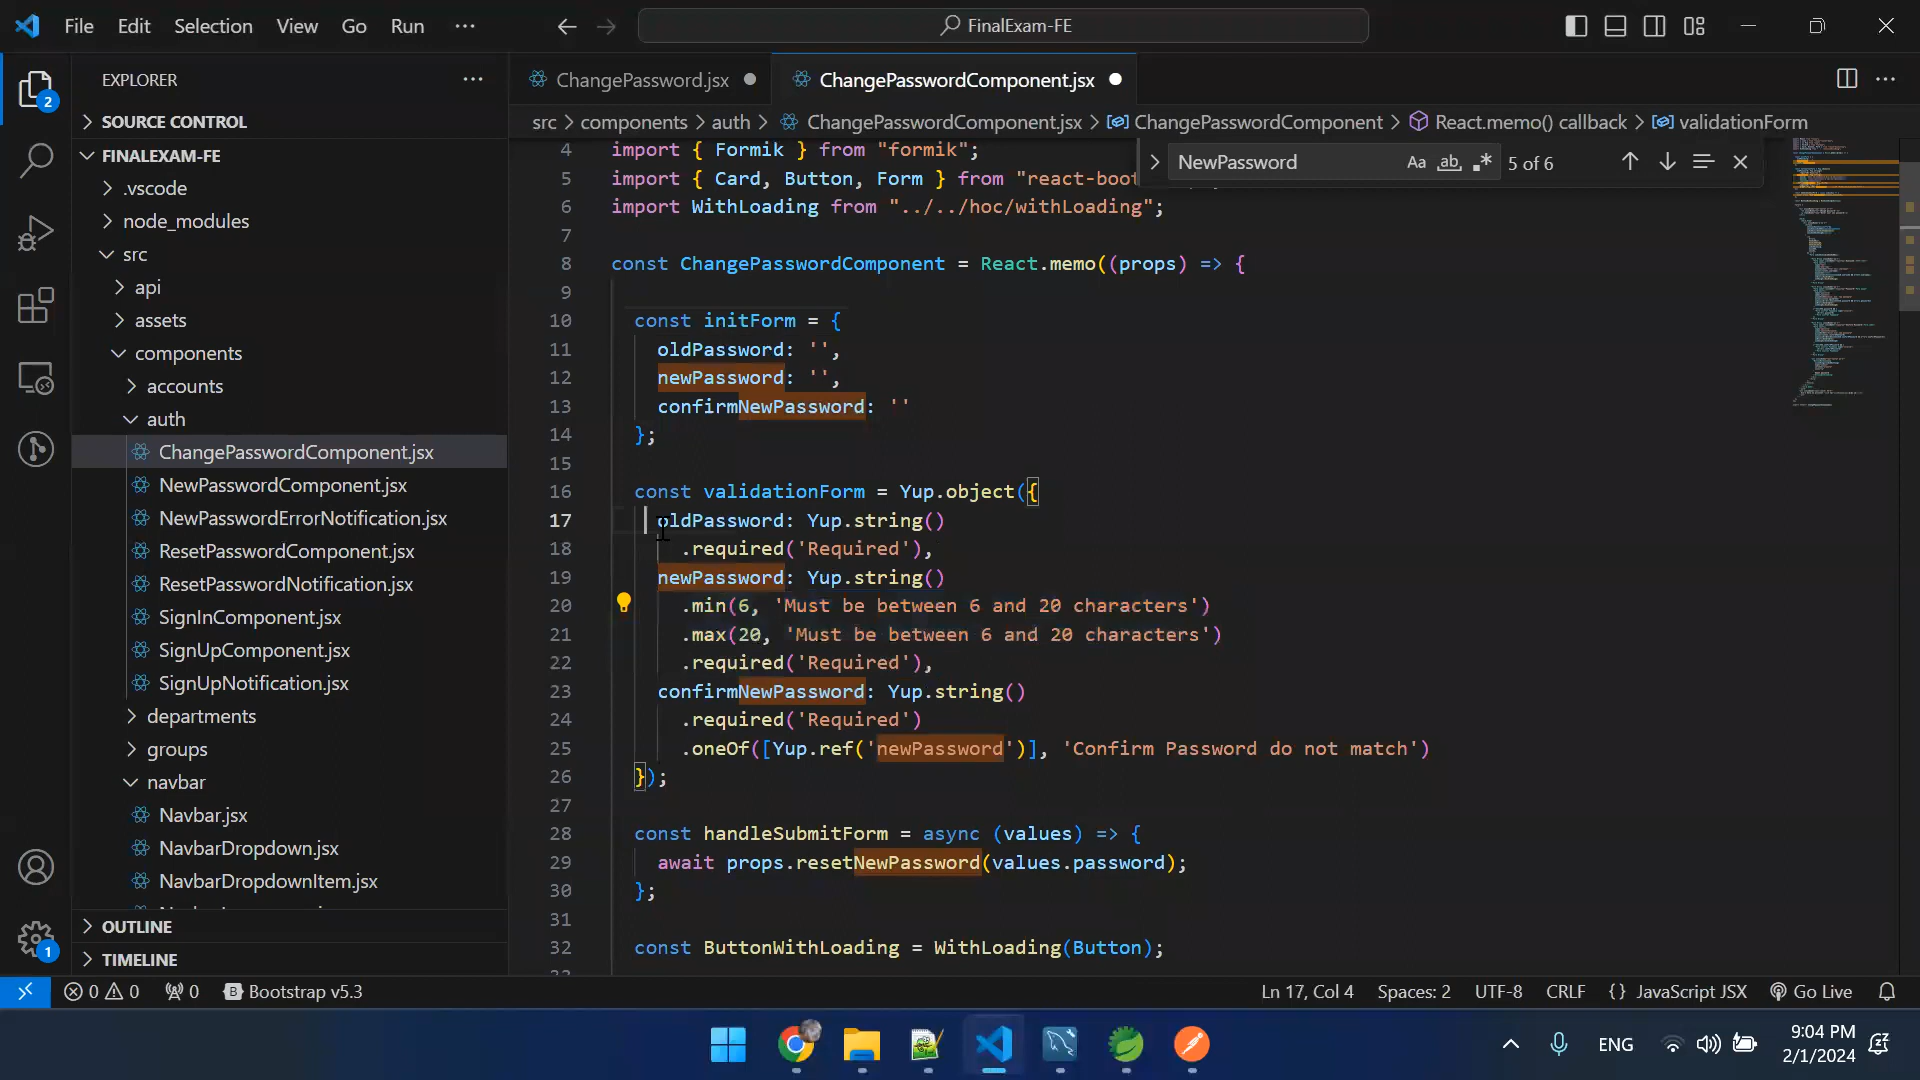 File Edit Selection View Go Run ···
FinalExam-FE
EXPLORER
SOURCE CONTROL
FINALEXAM-FE
.vscode
node_modules
src
api
assets
components
accounts
auth
ChangePasswordComponent.jsx
NewPasswordComponent.jsx
NewPasswordErrorNotification.jsx
ResetPasswordComponent.jsx
ResetPasswordNotification.jsx
SignInComponent.jsx
SignUpComponent.jsx
SignUpNotification.jsx
departments
groups
navbar
Navbar.jsx
NavbarDropdown.jsx
NavbarDropdownItem.jsx
OUTLINE
TIMELINE
2
1
ChangePassword.jsx
ChangePasswordComponent.jsx
src > components > auth > ChangePasswordComponent.jsx > ChangePasswordComponent > React.memo() callback > validationForm
NewPassword Aa ab .* 5 of 6
4 import { Formik } from "formik";
5 import { Card, Button, Form } from "react-boot
6 import WithLoading from "../../hoc/withLoading";
7
8 const ChangePasswordComponent = React.memo((props) => {
9
10 const initForm = {
11 oldPassword: '',
12 newPassword: '',
13 confirmNewPassword: ''
14 };
15
16 const validationForm = Yup.object({
17 oldPassword: Yup.string()
18 .required('Required'),
19 newPassword: Yup.string()
20 .min(6, 'Must be between 6 and 20 characters')
21 .max(20, 'Must be between 6 and 20 characters')
22 .required('Required'),
23 confirmNewPassword: Yup.string()
24 .required('Required')
25 .oneOf([Yup.ref('newPassword')], 'Confirm Password do not match')
26 });
27
28 const handleSubmitForm = async (values) => {
29 await props.resetNewPassword(values.password);
30 };
31
32 const ButtonWithLoading = WithLoading(Button);
0 0 0 Bootstrap v5.3
Ln 17, Col 4 Spaces: 2 UTF-8 CRLF {} JavaScript JSX Go Live
ENG
9:04 PM
2/1/2024